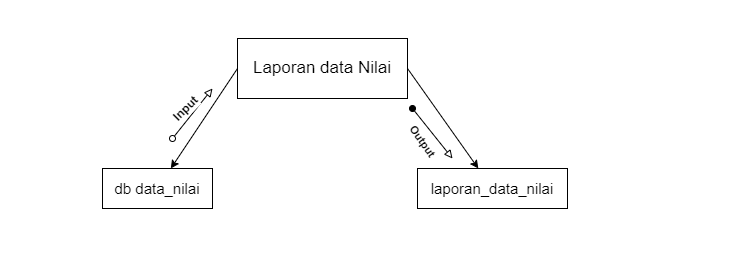 Laporan data Nilai
Input
Output
db data_nilai
laporan_data_nilai